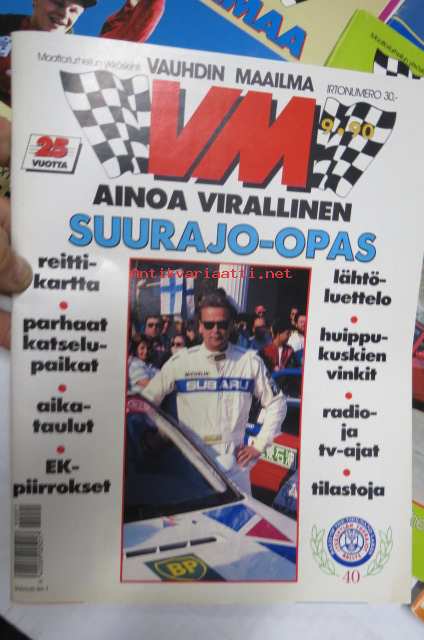 MAA
Moottoriurheilun ykköslehti
VAUHDIN MAAILMA
IRTONUMERO 30,-
VM
9,90
25
VUOTTA
AINOA VIRALLINEN
SUURAJO-OPAS
reitti-
kartta
•
parhaat
katselu-
paikat
•
aika-
taulut
•
EK-
piirrokset
Antikvariaatti.net
MICHELIN
SUBARU
BP
lähtö-
luettelo
•
huippu-
kuskien
vinkit
•
radio-
ja
tv-ajat
•
tilastoja
40